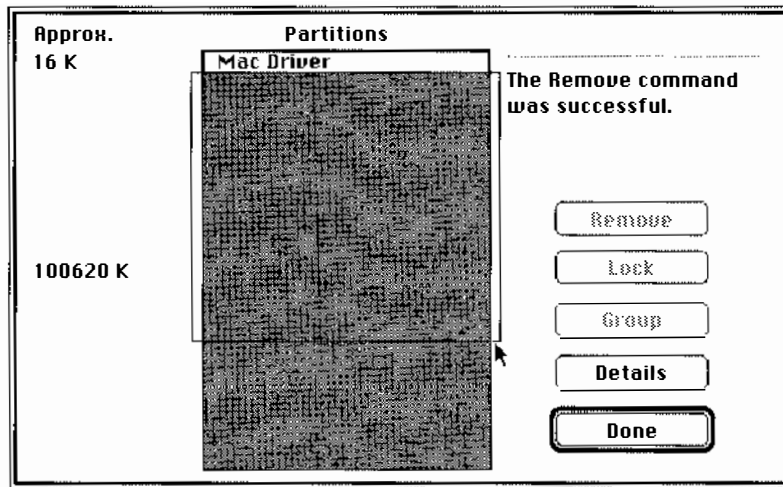 Approx.
Partitions
16 K
Mac Driver
The Remove command
was successful.
Remove
100620 K
Lock
Group
Details
Done